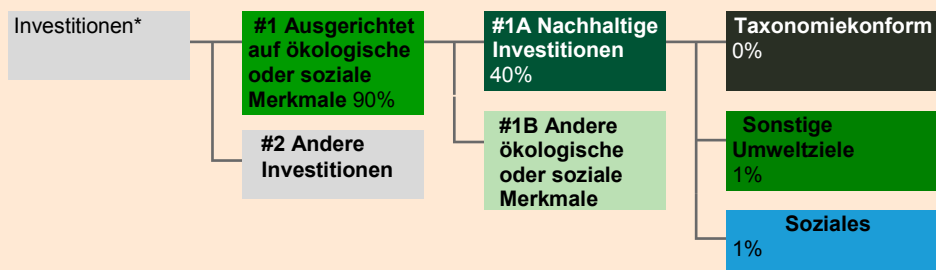 Investitionen*
#1 Ausgerichtet
auf ökologische
oder soziale
Merkmale 90%
#2 Andere
Investitionen
#1A Nachhaltige
Investitionen
40%
#1B Andere
ökologische
oder soziale
Merkmale
Taxonomiekonform
0%
Sonstige
Umweltziele
1%
Soziales
1%